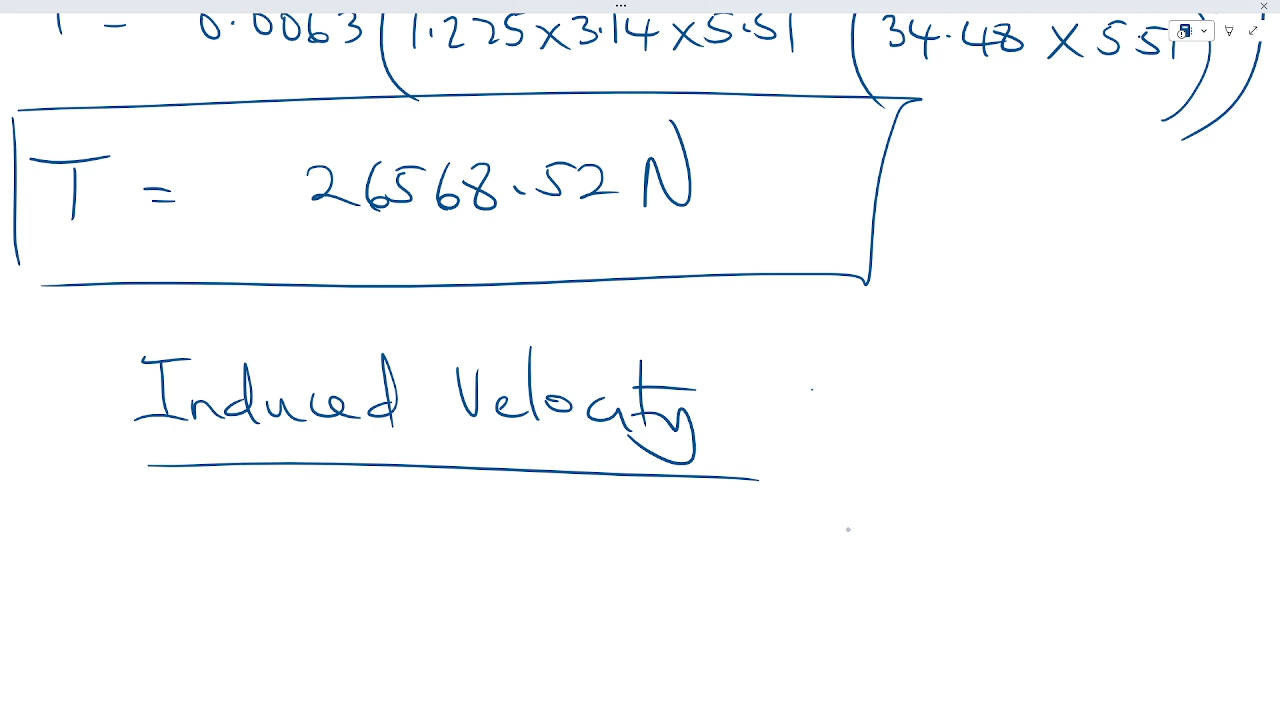 T = 0.0063 (1.225 × 3.14 × 5.51 (34.48 × 5.51))
T = 26568.52 N
Induced Velocity